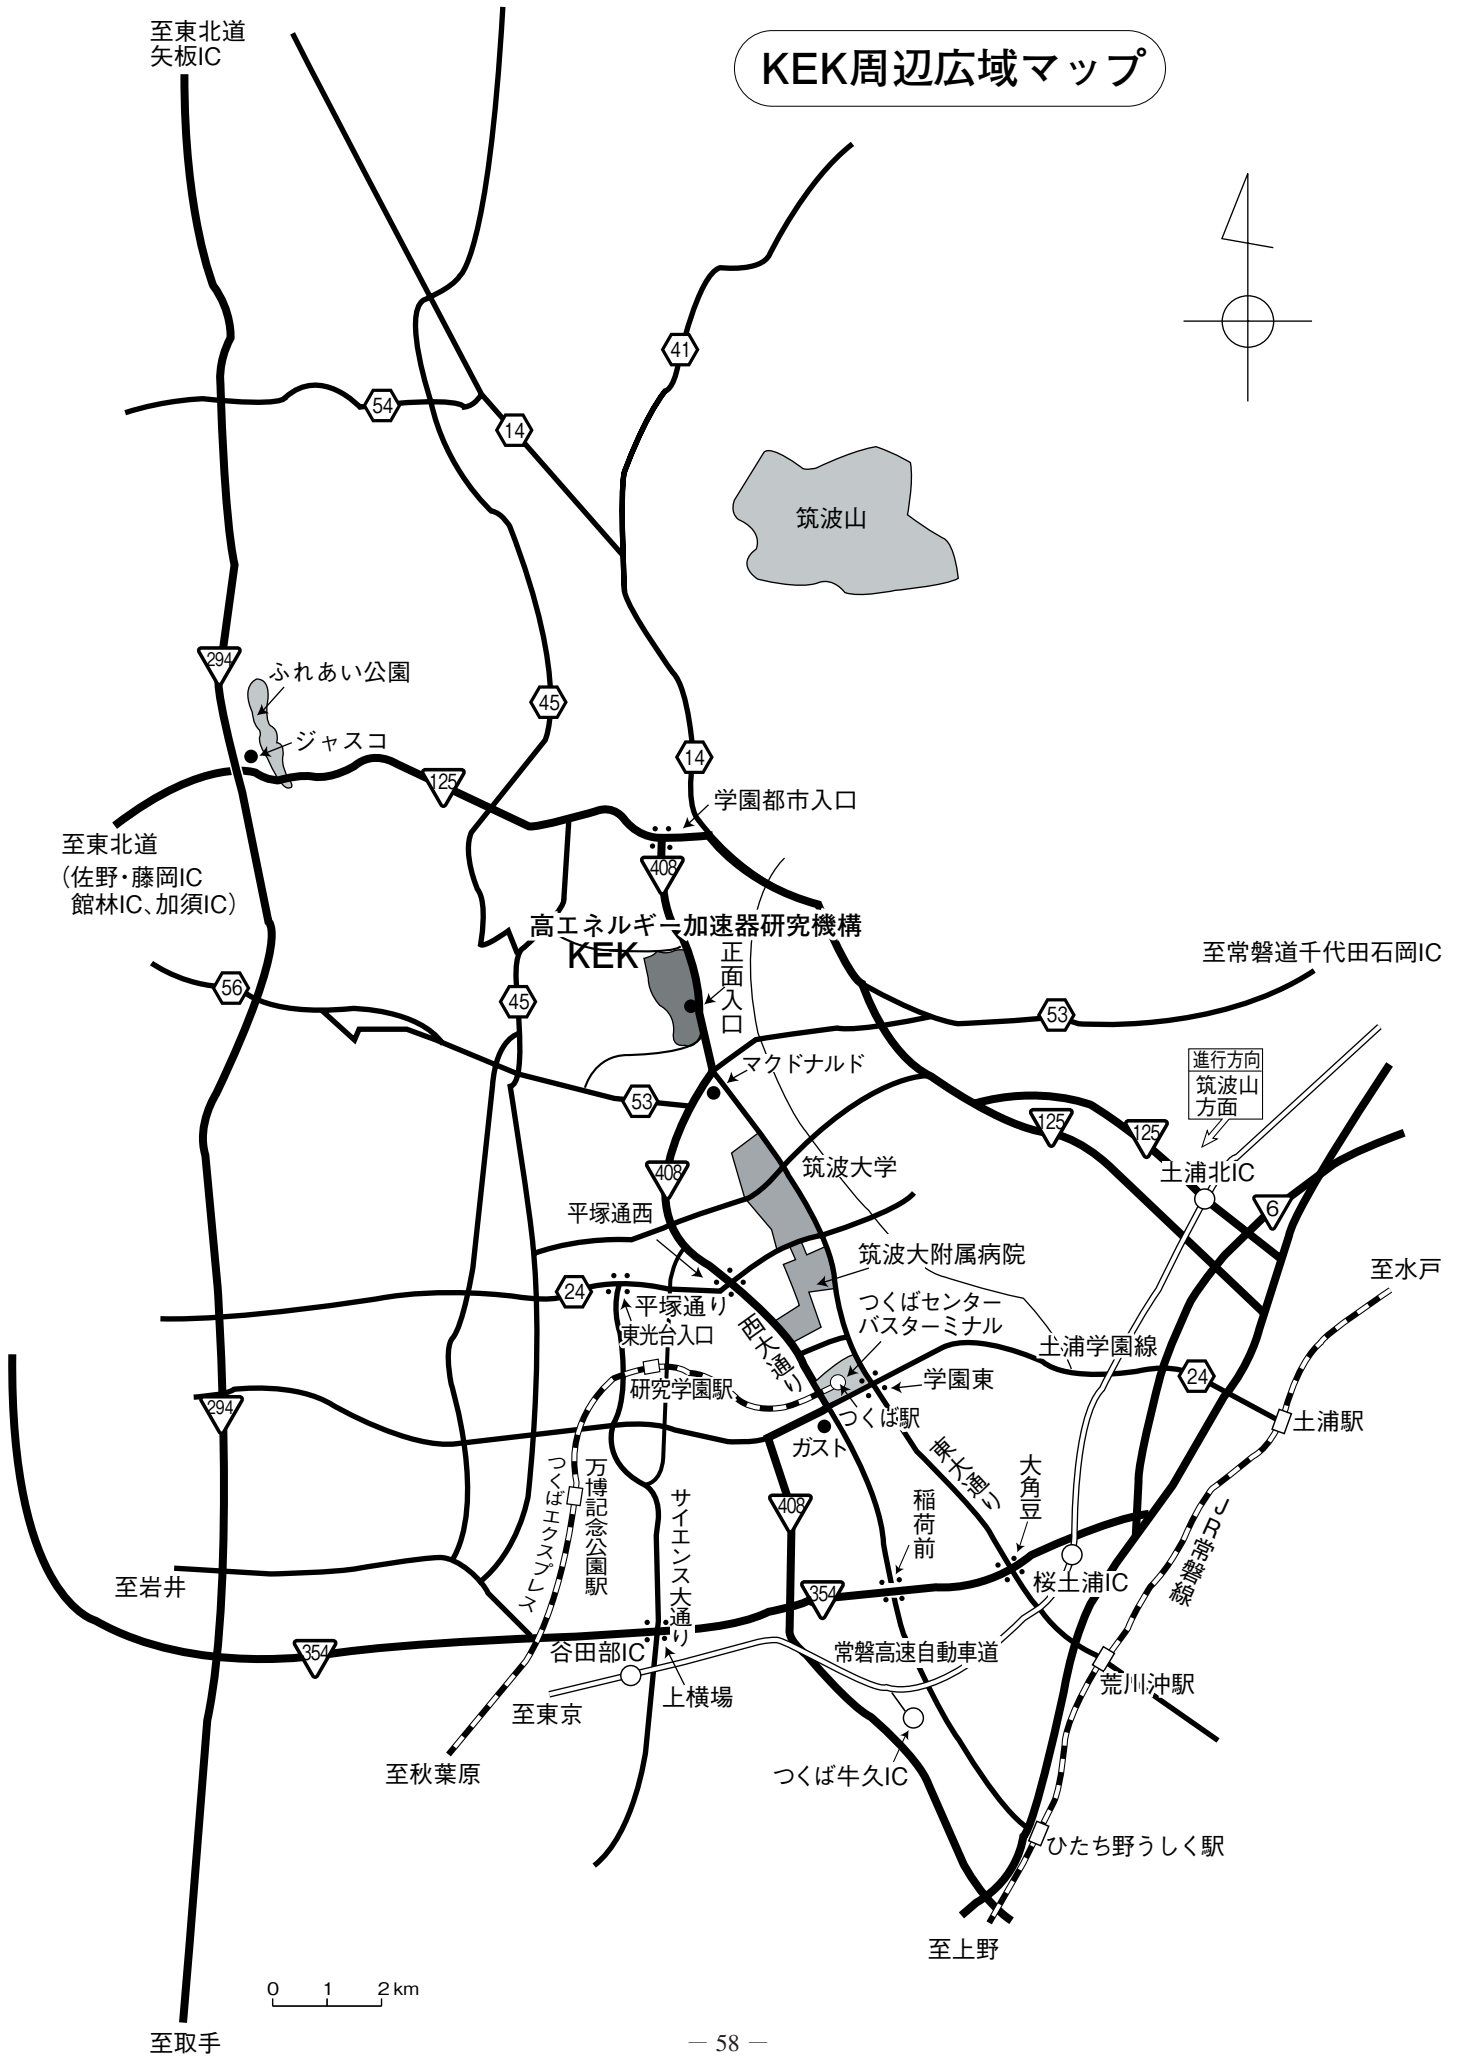 至東北道
矢板IC
KEK周辺広域マップ
41
54
14
筑波山
294
ふれあい公園
45
ジャスコ
14
125
学園都市入口
至東北道
（佐野・藤岡IC
館林IC、加須IC）
408
高エネルギー加速器研究機構
KEK
正面入口
至常磐道千代田石岡IC
56
45
53
マクドナルド
進行方向
筑波山
方面
53
125
125
筑波大学
土浦北IC
408
平塚通西
6
筑波大附属病院
至水戸
24
平塚通り
東光台入口
西大通り
つくばセンター
バスターミナル
土浦学園線
研究学園駅
学園東
24
294
つくば駅
土浦駅
ガスト
東大通り
大角豆
万博記念公園駅
つくばエクスプレス
サイエンス大通り
408
稲荷前
JR常磐線
至岩井
354
桜土浦IC
354
谷田部IC
常磐高速自動車道
荒川沖駅
至東京
上横場
至秋葉原
つくば牛久IC
ひたち野うしく駅
至上野
0 1 2 km
至取手
― 58 ―